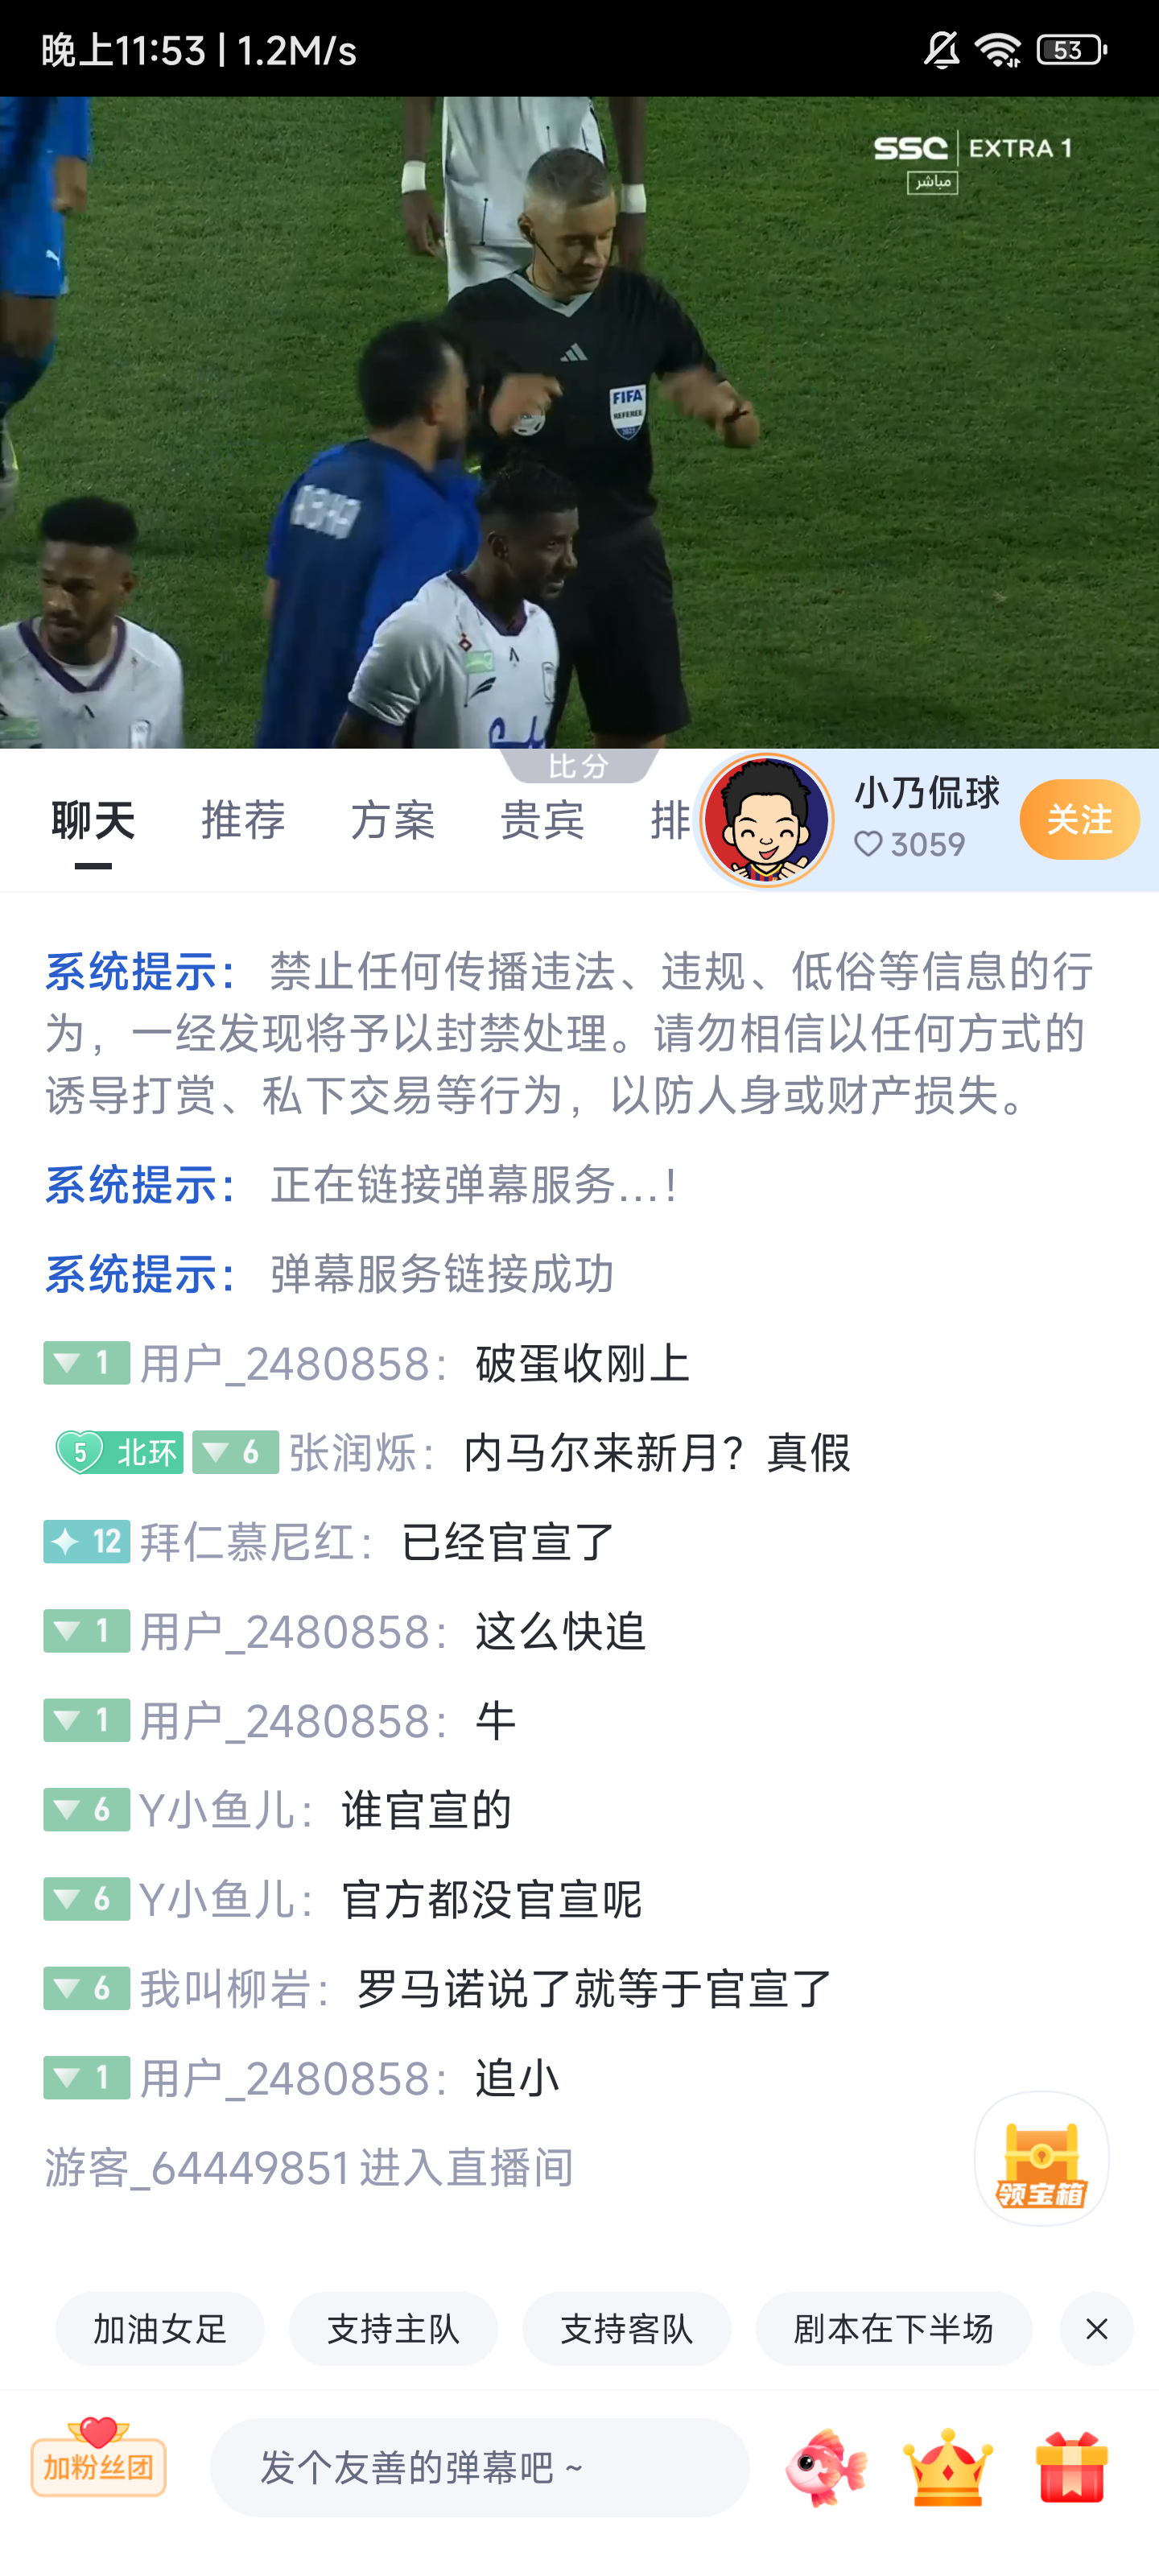 晚上11:53 | 1.2M/s
53
SSC EXTRA 1
مباشر
FIFA
REFEREE
比分
聊天 推荐 方案 贵宾 排
小乃侃球
3059
关注
系统提示： 禁止任何传播违法、违规、低俗等信息的行
为，一经发现将予以封禁处理。请勿相信以任何方式的
诱导打赏、私下交易等行为，以防人身或财产损失。
系统提示： 正在链接弹幕服务...！
系统提示： 弹幕服务链接成功
1 用户_2480858： 破蛋收刚上
5 北环 6 张润烁： 内马尔来新月？真假
12 拜仁慕尼红： 已经官宣了
1 用户_2480858： 这么快追
1 用户_2480858： 牛
6 Y小鱼儿： 谁官宣的
6 Y小鱼儿： 官方都没官宣呢
6 我叫柳岩： 罗马诺说了就等于官宣了
1 用户_2480858： 追小
游客_64449851 进入直播间
领宝箱
加油女足 支持主队 支持客队 剧本在下半场
加粉丝团
发个友善的弹幕吧 ~